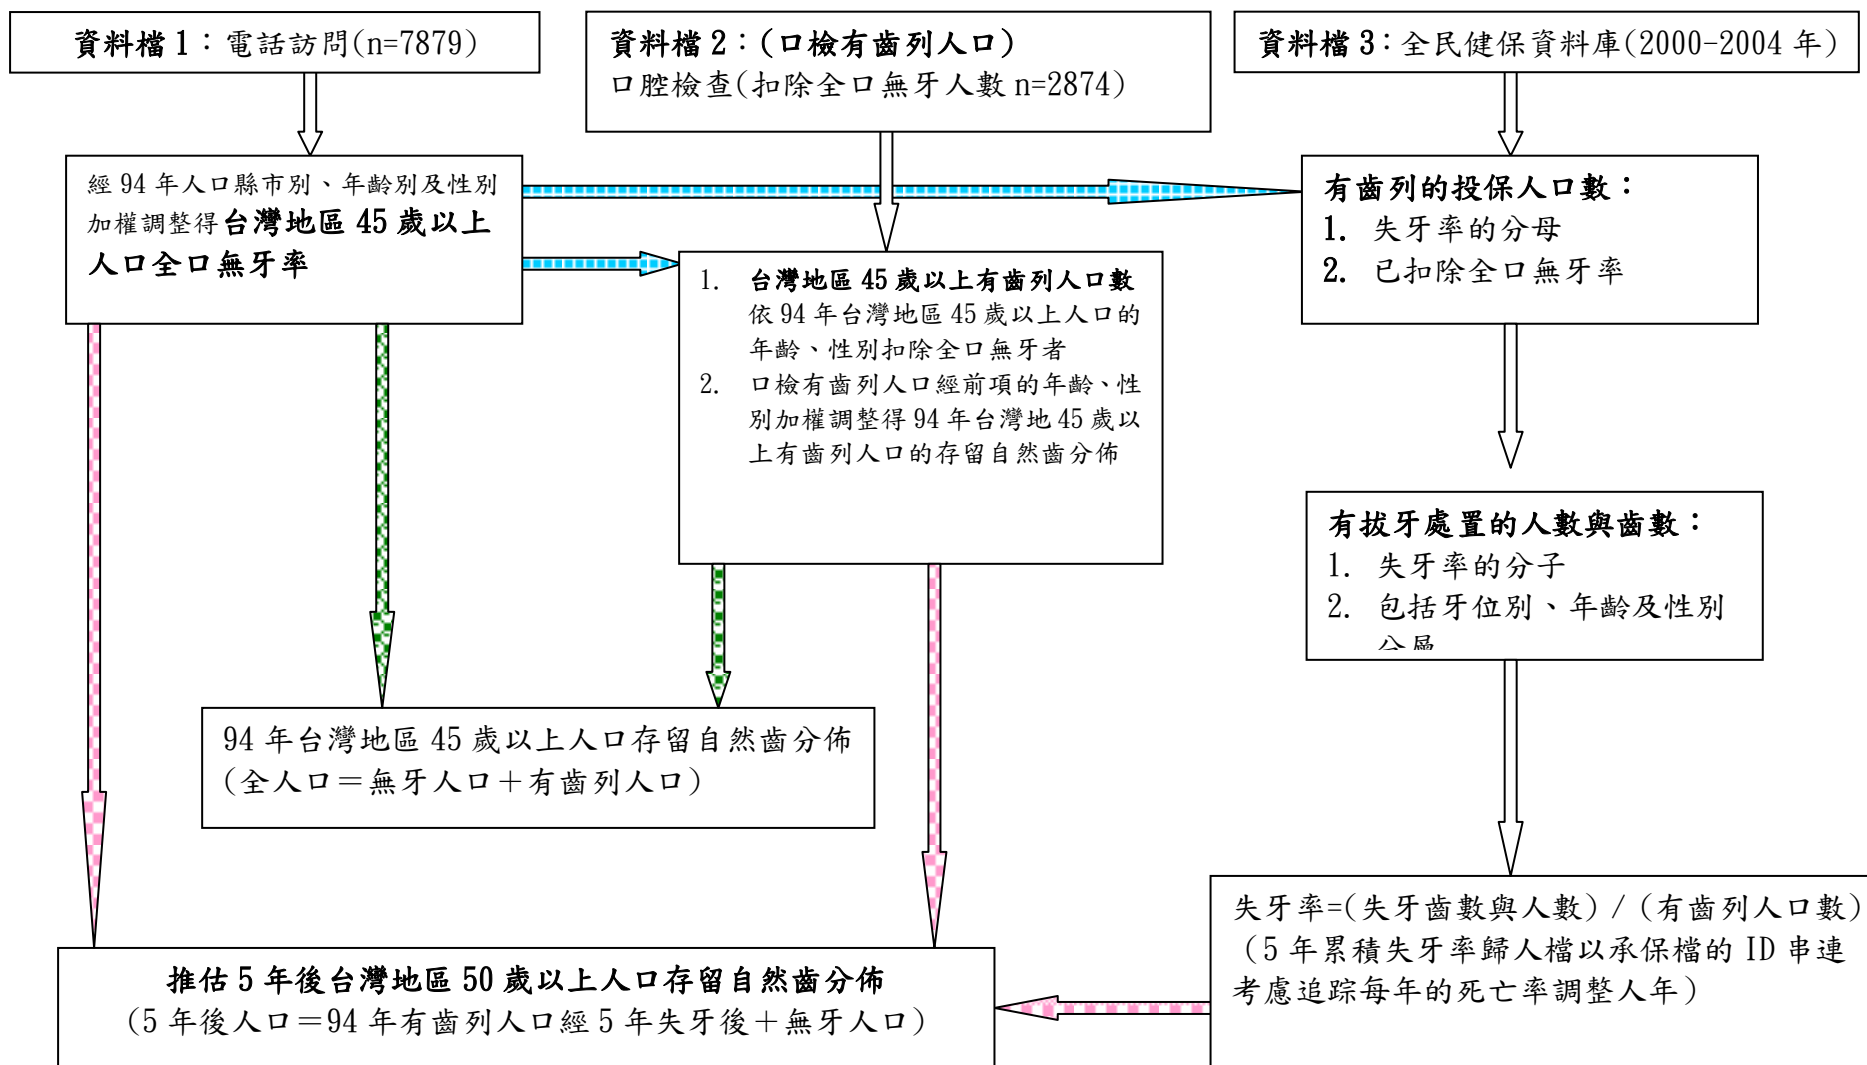 資料檔 1：電話訪問(n=7879)
資料檔 2：(口檢有齒列人口)
口腔檢查(扣除全口無牙人數 n=2874)
資料檔 3：全民健保資料庫(2000-2004 年)
經 94 年人口縣市別、年齡別及性別
加權調整得台灣地區 45 歲以上
人口全口無牙率
1. 台灣地區 45 歲以上有齒列人口數
依 94 年台灣地區 45 歲以上人口的
年齡、性別扣除全口無牙者
2. 口檢有齒列人口經前項的年齡、性
別加權調整得 94 年台灣地 45 歲以
上有齒列人口的存留自然齒分佈
有齒列的投保人口數：
1. 失牙率的分母
2. 已扣除全口無牙率
有拔牙處置的人數與齒數：
1. 失牙率的分子
2. 包括牙位別、年齡及性別
分層
94 年台灣地區 45 歲以上人口存留自然齒分佈
(全人口＝無牙人口＋有齒列人口)
失牙率=(失牙齒數與人數) / (有齒列人口數)
（5 年累積失牙率歸人檔以承保檔的 ID 串連
考慮追踪每年的死亡率調整人年）
推估 5 年後台灣地區 50 歲以上人口存留自然齒分佈
(5 年後人口＝94 年有齒列人口經 5 年失牙後＋無牙人口)